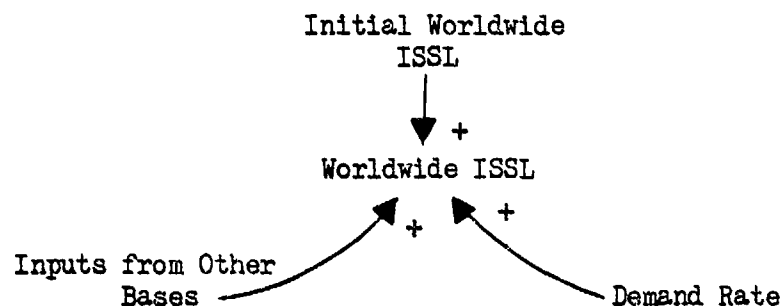 Initial Worldwide
ISSL
+
Worldwide ISSL
+
+
Inputs from Other
Bases
Demand Rate